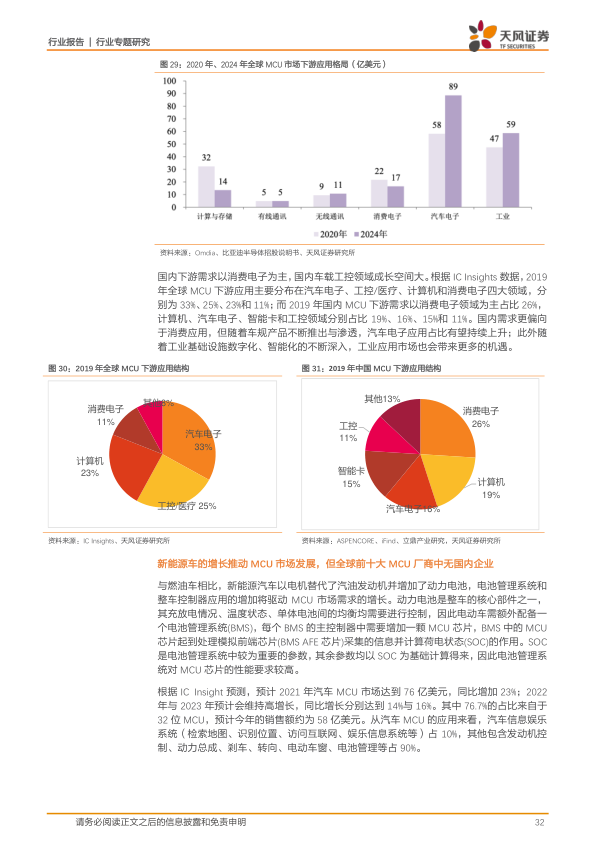 行业报告 | 行业专题研究
天风证券
TF SECURITIES
图 29：2020 年、2024 年全球 MCU 市场下游应用格局（亿美元）
100
90
80
70
60
50
40
30
20
10
0
32
14
5
5
9
11
22
17
58
89
47
59
计算与存储
有线通讯
无线通讯
消费电子
汽车电子
工业
2020年
2024年
资料来源：Omdia、比亚迪半导体招股说明书、天风证券研究所
国内下游需求以消费电子为主，国内车载工控领域成长空间大。根据 IC Insights 数据，2019
年全球 MCU 下游应用主要分布在汽车电子、工控/医疗、计算机和消费电子四大领域，分
别为 33%、25%、23%和 11%；而 2019 年国内 MCU 下游需求以消费电子领域为主占比 26%，
计算机、汽车电子、智能卡和工控领域分别占比 19%、16%、15%和 11%。国内需求更偏向
于消费应用，但随着车规产品不断推出与渗透，汽车电子应用占比有望持续上升；此外随
着工业基础设施数字化、智能化的不断深入，工业应用市场也会带来更多的机遇。
图 30：2019 年全球 MCU 下游应用结构
其他8%
消费电子
11%
汽车电子
33%
计算机
23%
工控/医疗 25%
资料来源：IC Insights、天风证券研究所
图 31：2019 年中国 MCU 下游应用结构
其他13%
消费电子
26%
工控
11%
智能卡
15%
计算机
19%
汽车电子16%
资料来源：ASPENCORE、iFind、立鼎产业研究，天风证券研究所
新能源车的增长推动 MCU 市场发展，但全球前十大 MCU 厂商中无国内企业
与燃油车相比，新能源汽车以电机替代了汽油发动机并增加了动力电池，电池管理系统和
整车控制器应用的增加将驱动 MCU 市场需求的增长。动力电池是整车的核心部件之一，
其充放电情况、温度状态、单体电池间的均衡均需要进行控制，因此电动车需额外配备一
个电池管理系统(BMS)，每个 BMS 的主控制器中需要增加一颗 MCU 芯片，BMS 中的 MCU
芯片起到处理模拟前端芯片(BMS AFE 芯片)采集的信息并计算荷电状态(SOC)的作用。SOC
是电池管理系统中较为重要的参数，其余参数均以 SOC 为基础计算得来，因此电池管理系
统对 MCU 芯片的性能要求较高。
根据 IC Insight 预测，预计 2021 年汽车 MCU 市场达到 76 亿美元，同比增加 23%；2022
年与 2023 年预计会维持高增长，同比增长分别达到 14%与 16%。其中 76.7%的占比来自于
32 位 MCU，预计今年的销售额约为 58 亿美元。从汽车 MCU 的应用来看，汽车信息娱乐
系统（检索地图、识别位置、访问互联网、娱乐信息系统等）占 10%，其他包含发动机控
制、动力总成、刹车、转向、电动车窗、电池管理等占 90%。
请务必阅读正文之后的信息披露和免责申明
32